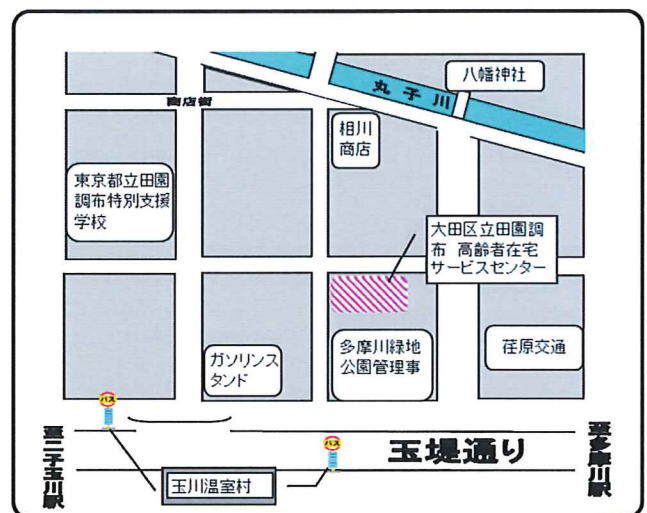 八幡神社
丸子川
商店街
相川
商店
東京都立田園
調布特別支援
学校
大田区立田園調
布 高齢者在宅
サービスセンター
ガソリンス
タンド
多摩川緑地
公園管理事
荏原交通
バス
バス
至二子玉川駅
玉堤通り
至多摩川駅
玉川温室村